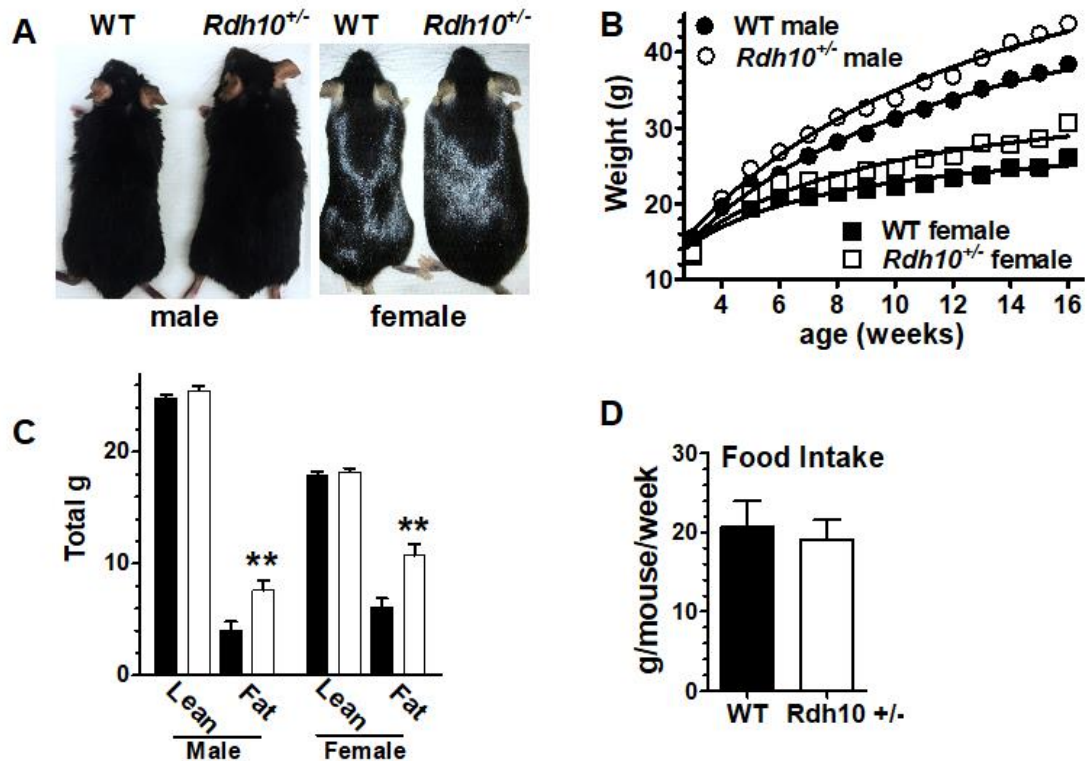 A
WT Rdh10+/- WT Rdh10+/-
male female
B
WT male
Rdh10+/- male
Weight (g)
40
30
20
10
WT female
Rdh10+/- female
4 6 8 10 12 14 16
age (weeks)
C
Total g
20
10
0
** **
Lean Fat Lean Fat
Male Female
D
Food Intake
g/mouse/week
30
20
10
0
WT Rdh10 +/-